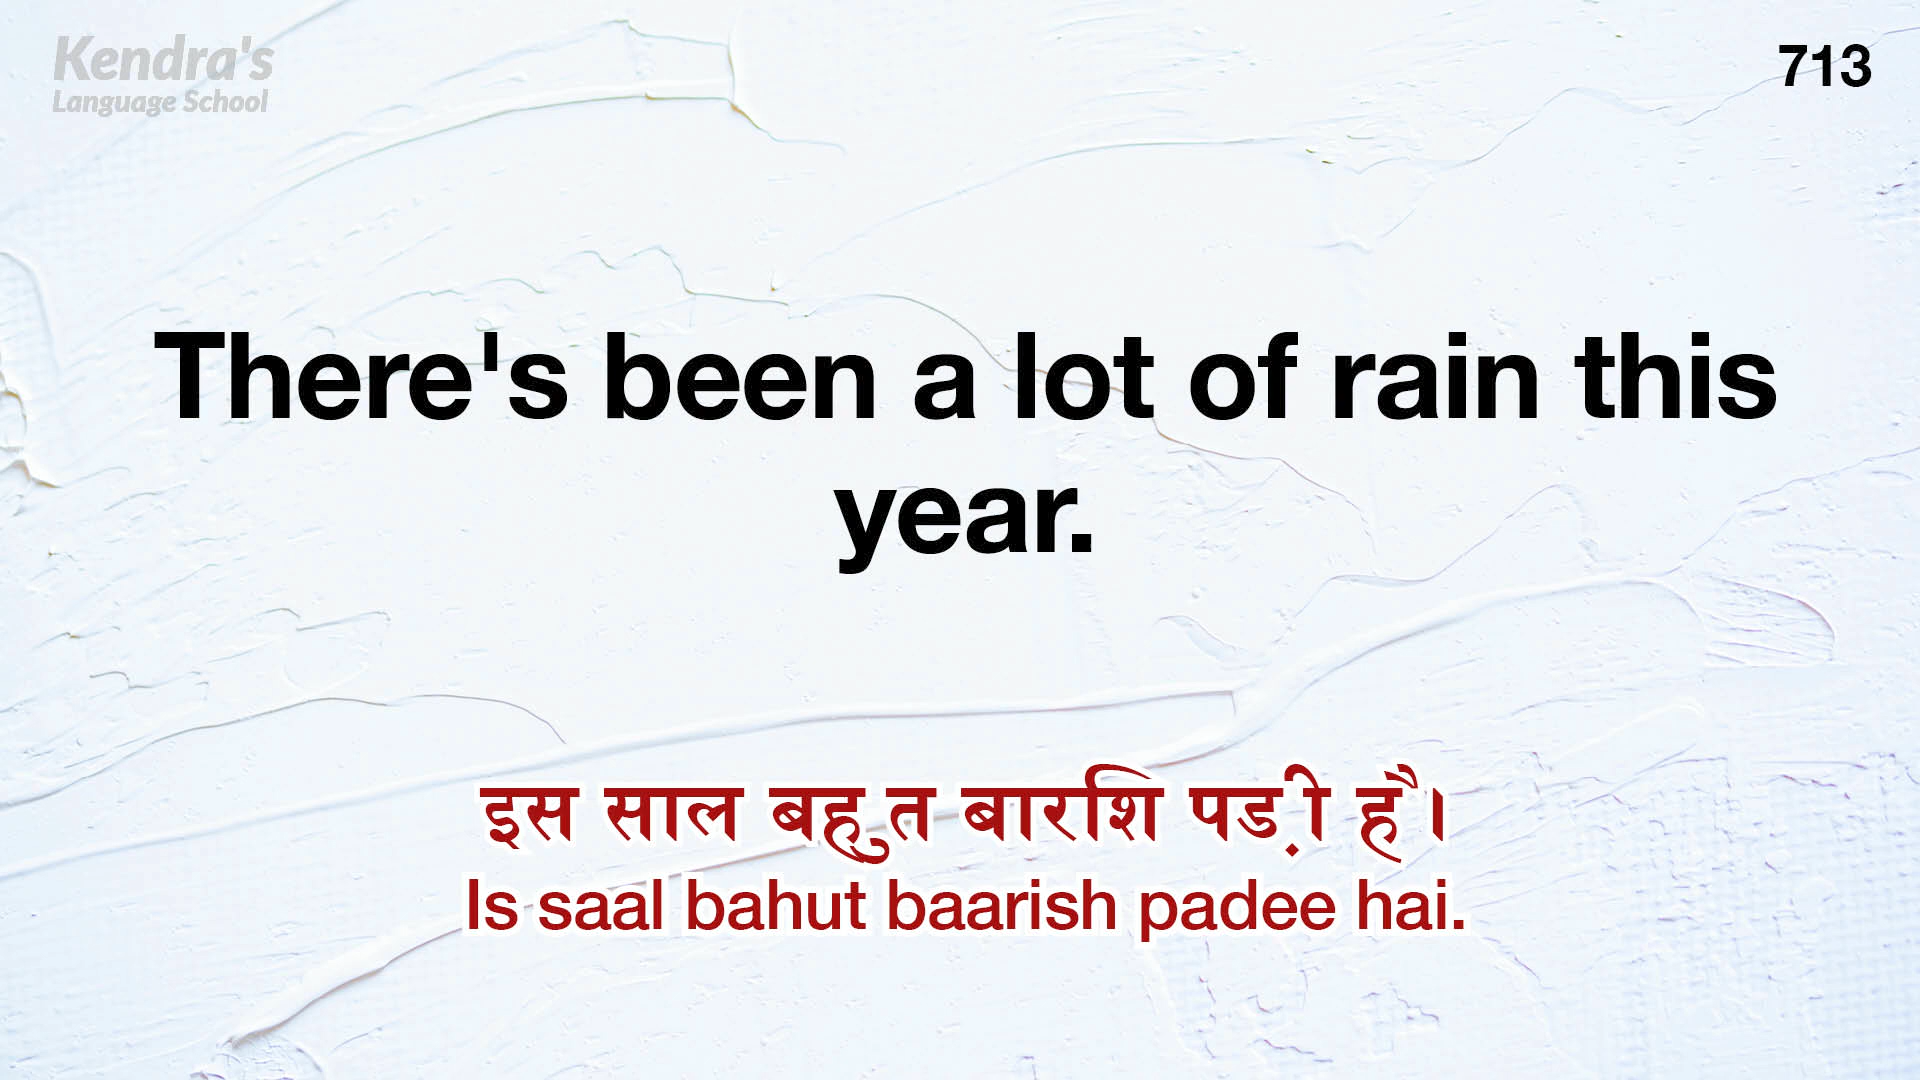 Kendra's
Language School
713
There's been a lot of rain this
year.
इस साल बहुत बारिश पड़ी है।
Is saal bahut baarish padee hai.